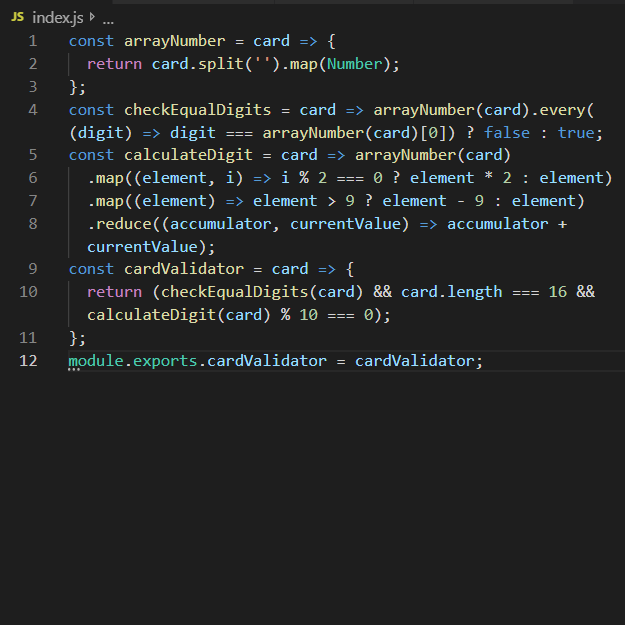 JS index.js > ...
1 const arrayNumber = card => {
2 return card.split('').map(Number);
3 };
4 const checkEqualDigits = card => arrayNumber(card).every(
(digit) => digit === arrayNumber(card)[0]) ? false : true;
5 const calculateDigit = card => arrayNumber(card)
6 .map((element, i) => i % 2 === 0 ? element * 2 : element)
7 .map((element) => element > 9 ? element - 9 : element)
8 .reduce((accumulator, currentValue) => accumulator +
currentValue);
9 const cardValidator = card => {
10 return (checkEqualDigits(card) && card.length === 16 &&
calculateDigit(card) % 10 === 0);
11 };
12 module.exports.cardValidator = cardValidator;